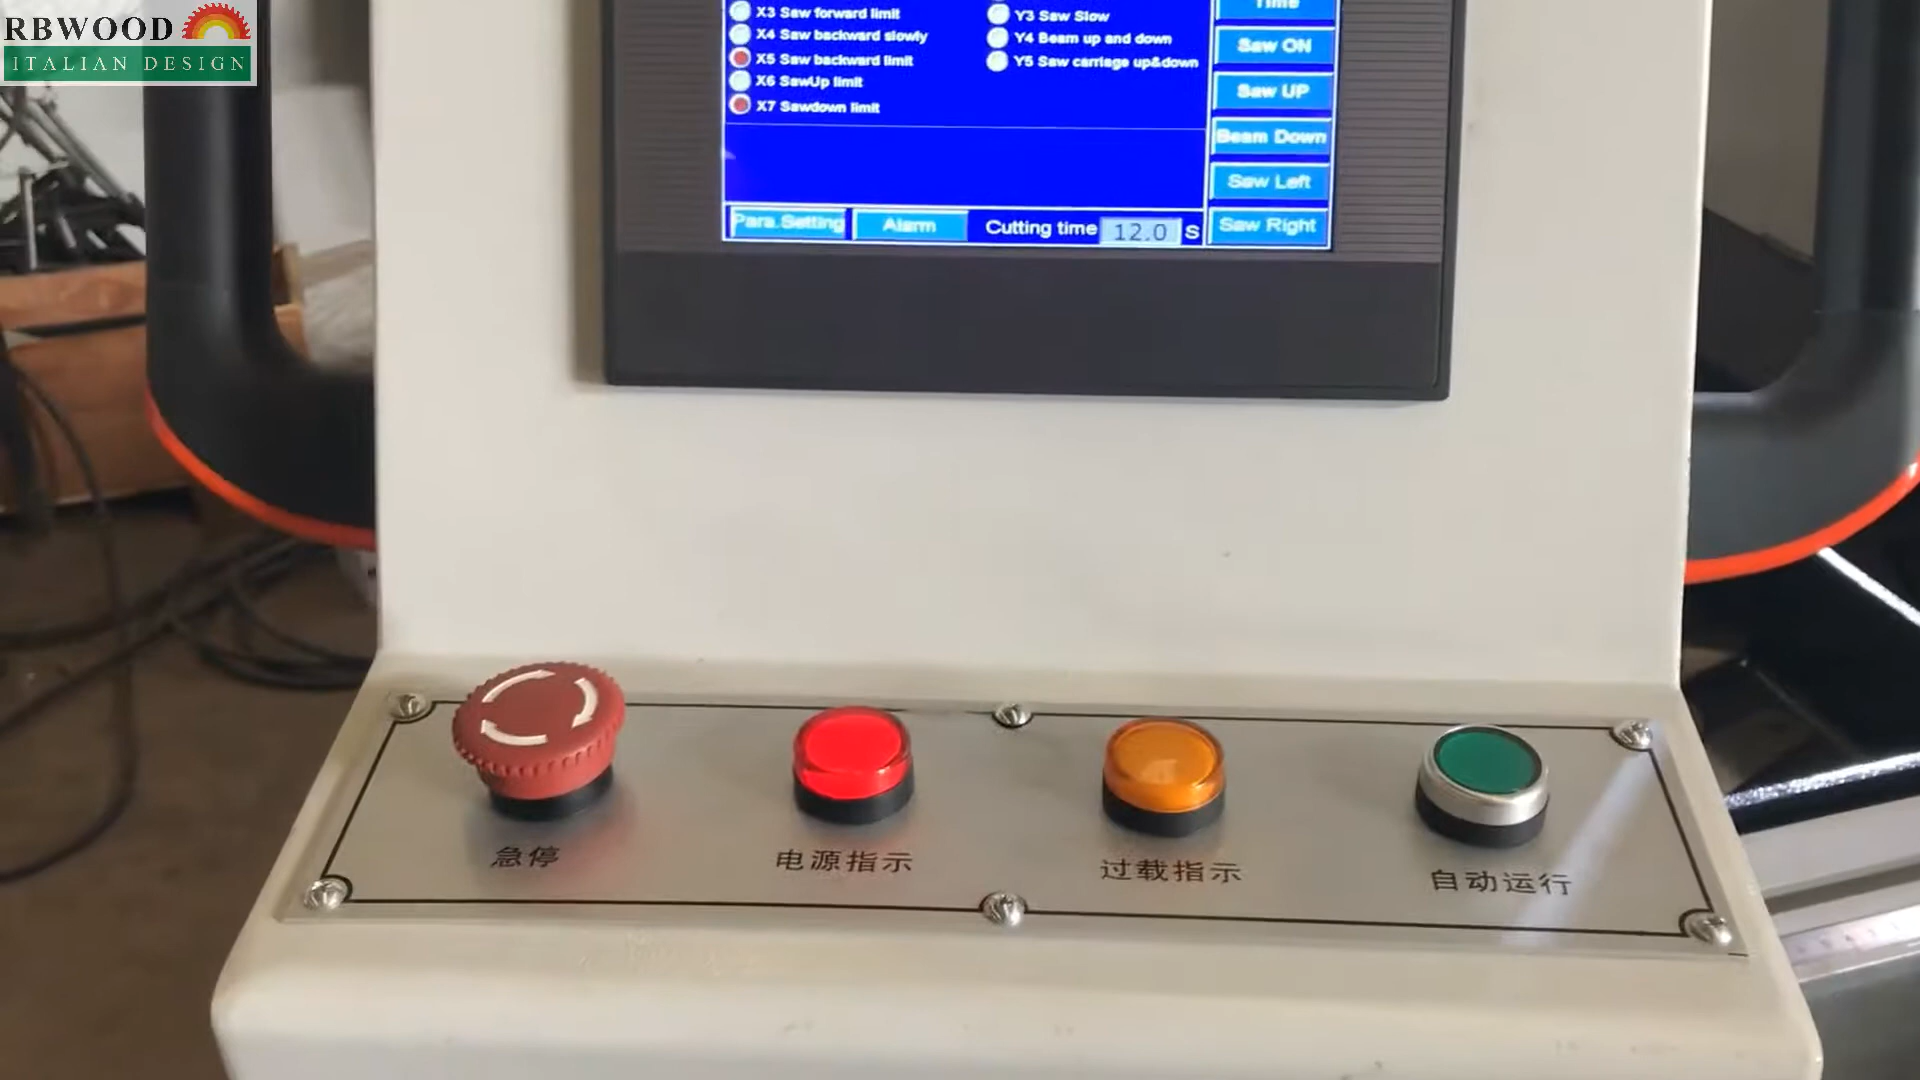 RBWOOD
ITALIAN DESIGN
X3 Saw forward limit
X4 Saw backward slowly
X5 Saw backward limit
X6 SawUp limit
X7 Sawdown limit
Y3 Saw Slow
Y4 Beam up and down
Y5 Saw carriage up&down
Time
Saw ON
Saw UP
Beam Down
Saw Left
Saw Right
Para.Setting
Alarm
Cutting time 12.0 S
急停
电源指示
过载指示
自动运行